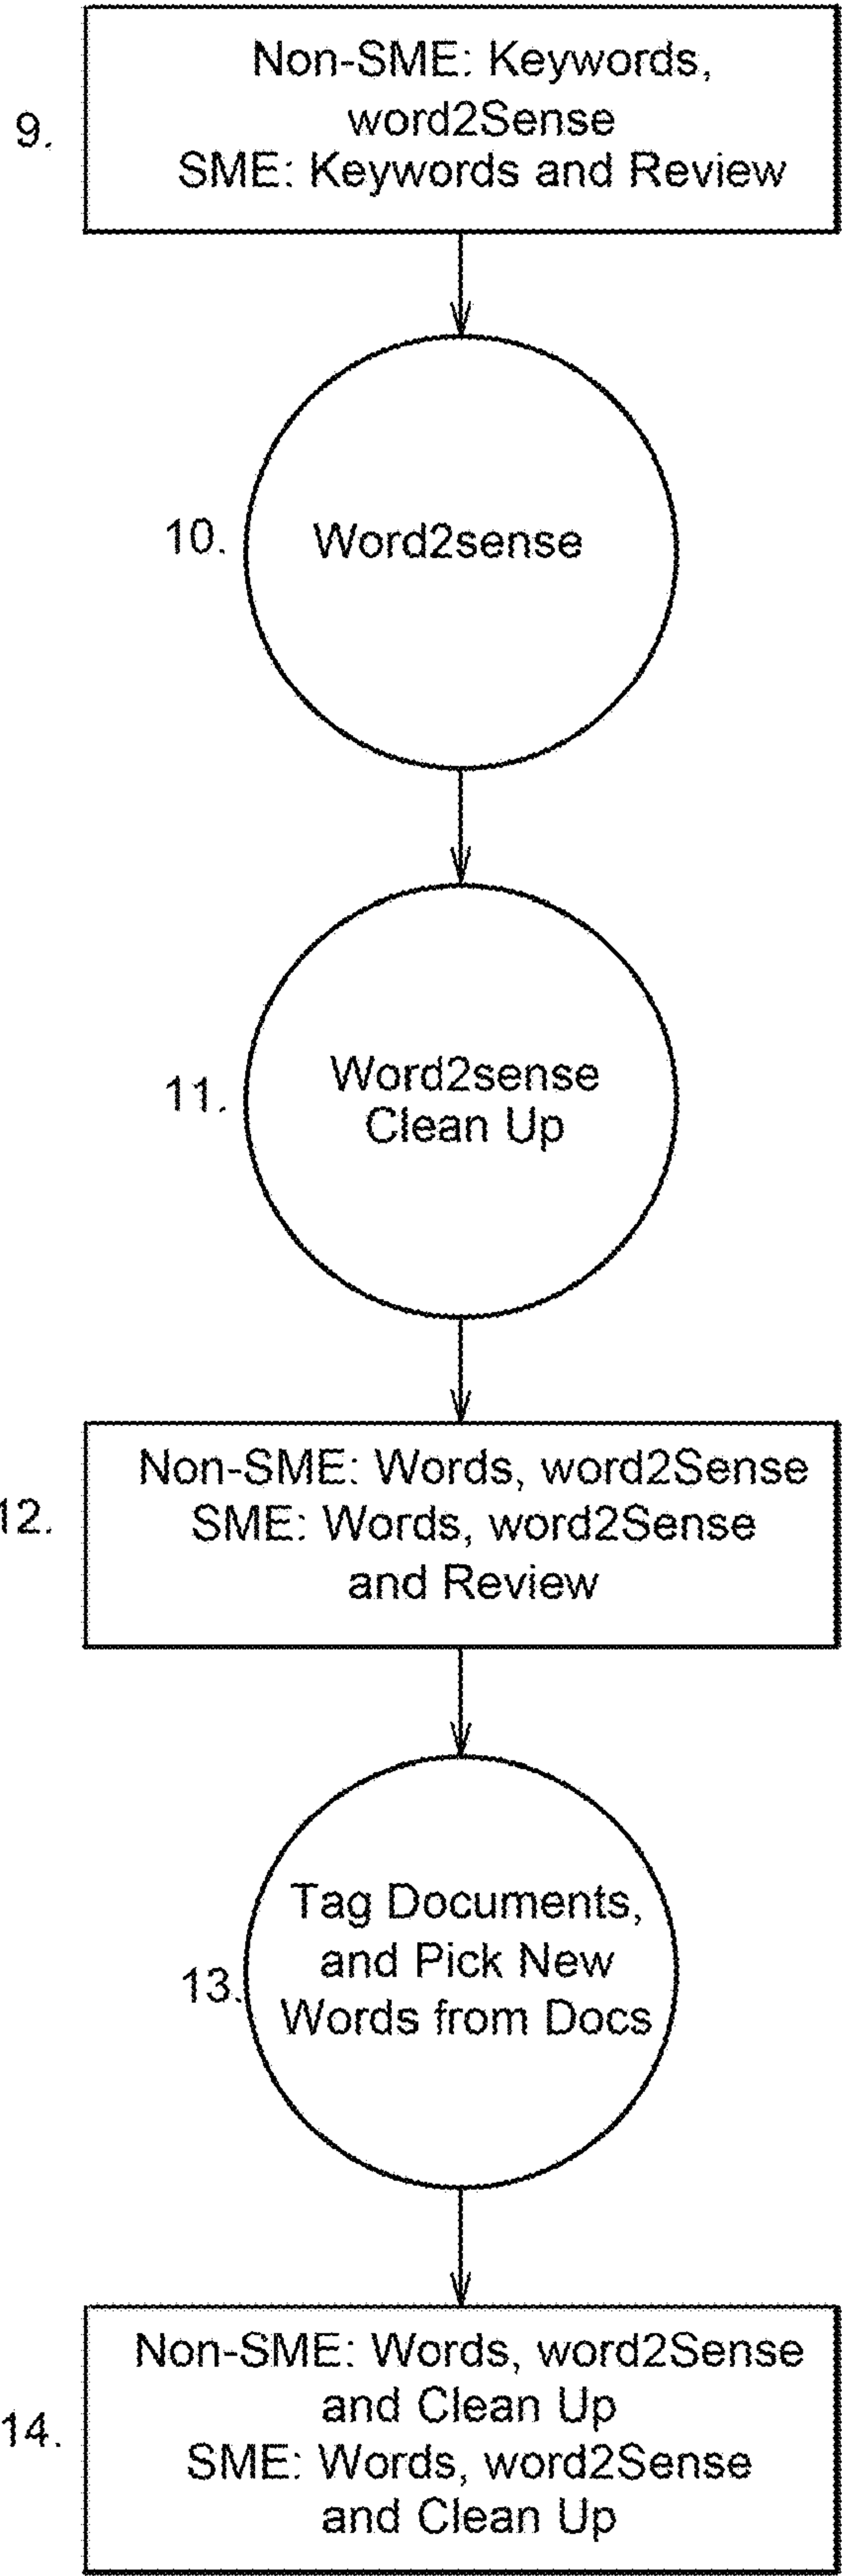 Non-SME: Keywords,
word2Sense
9.
SME: Keywords and Review
10.
Word2sense
Word2sense
11.
Clean Up
Non-SME: Words, word2Sense
12.
SME: Words, word2Sense
and Review
Tag Documents,
and Pick New
13.
Words from Docs
Non-SME: Words, word2Sense
and Clean Up
14.
SME: Words, word2Sense
and Clean Up